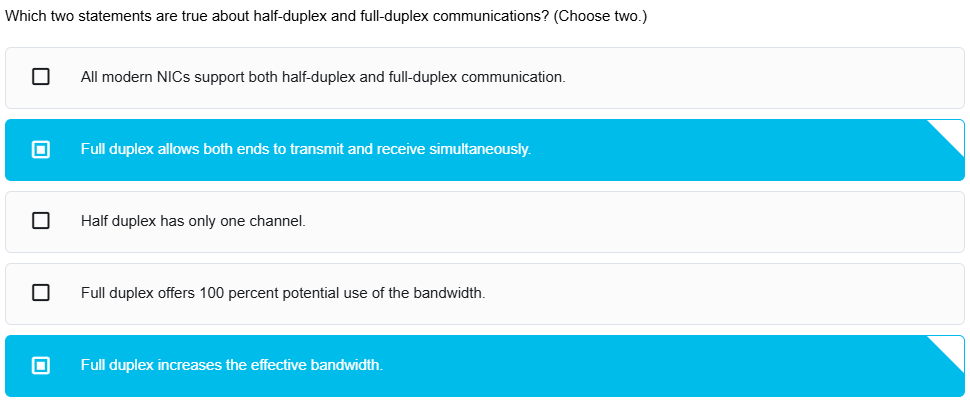 Which two statements are true about half-duplex and full-duplex communications? (Choose two.)
All modern NICs support both half-duplex and full-duplex communication.
Full duplex allows both ends to transmit and receive simultaneously.
Half duplex has only one channel.
Full duplex offers 100 percent potential use of the bandwidth.
Full duplex increases the effective bandwidth.